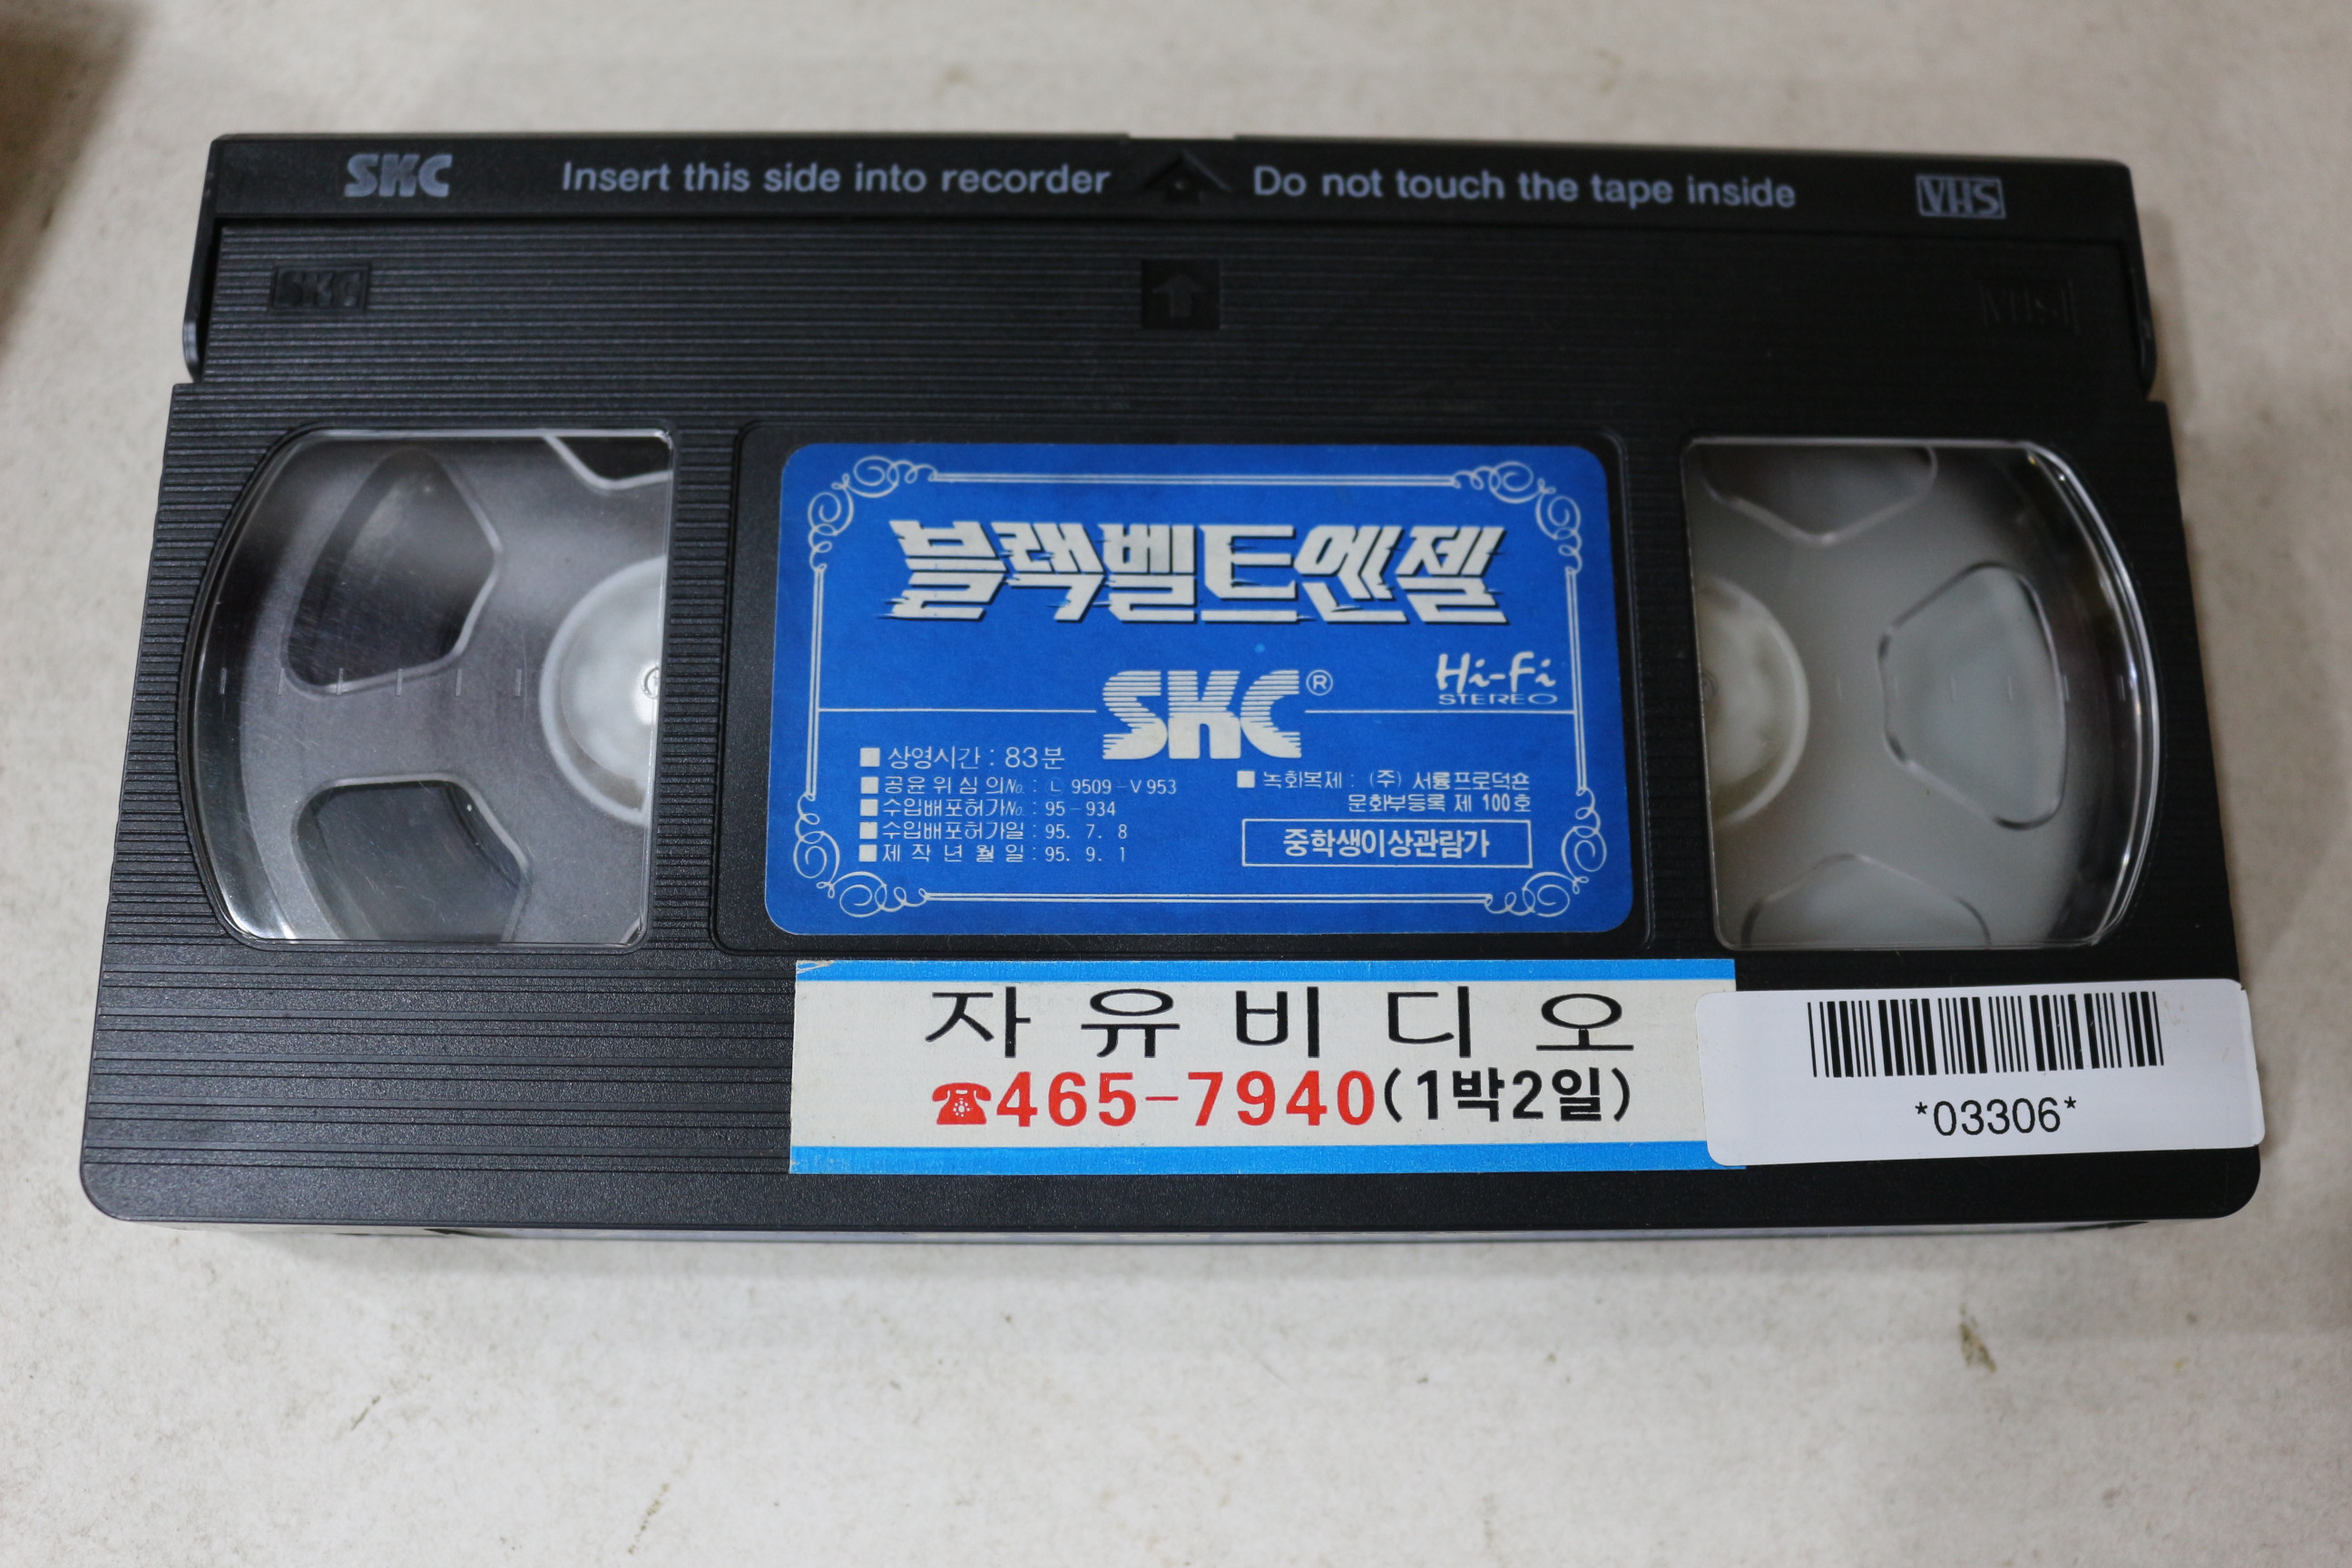 SKC Insert this side into recorder Do not touch the tape inside VHS
SKC VHS
블랙벨트엔젤
Hi-Fi
STEREO
SKC®
■ 상영시간 : 83분
■ 공윤위심의No. : ㄴ 9509-V953
■ 수입배포허가No. : 95-934
■ 수입배포허가일 : 95. 7. 8
■ 제작년월일 : 95. 9. 1
■ 녹화복제 : (주) 서륭프로덕숀
문화부등록 제 100호
중학생이상관람가
자유비디오
☎465-7940(1박2일)
*03306*